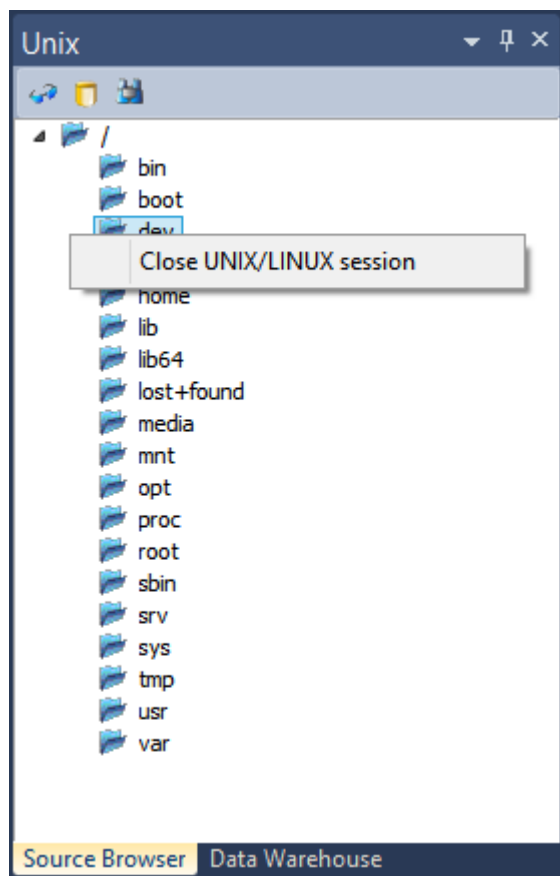 Unix
/
bin
boot
dev
Close UNIX/LINUX session
home
lib
lib64
lost+found
media
mnt
opt
proc
root
sbin
srv
sys
tmp
usr
var
Source Browser Data Warehouse